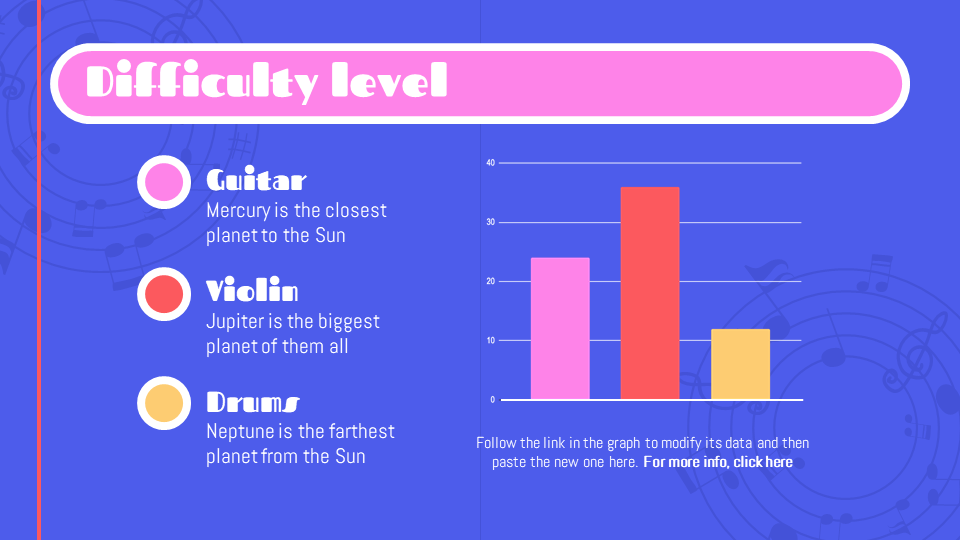 Difficulty level
Guitar
Mercury is the closest
planet to the Sun
Violin
Jupiter is the biggest
planet of them all
Drums
Neptune is the farthest
planet from the Sun
40
30
20
10
0
Follow the link in the graph to modify its data and then
paste the new one here. For more info, click here